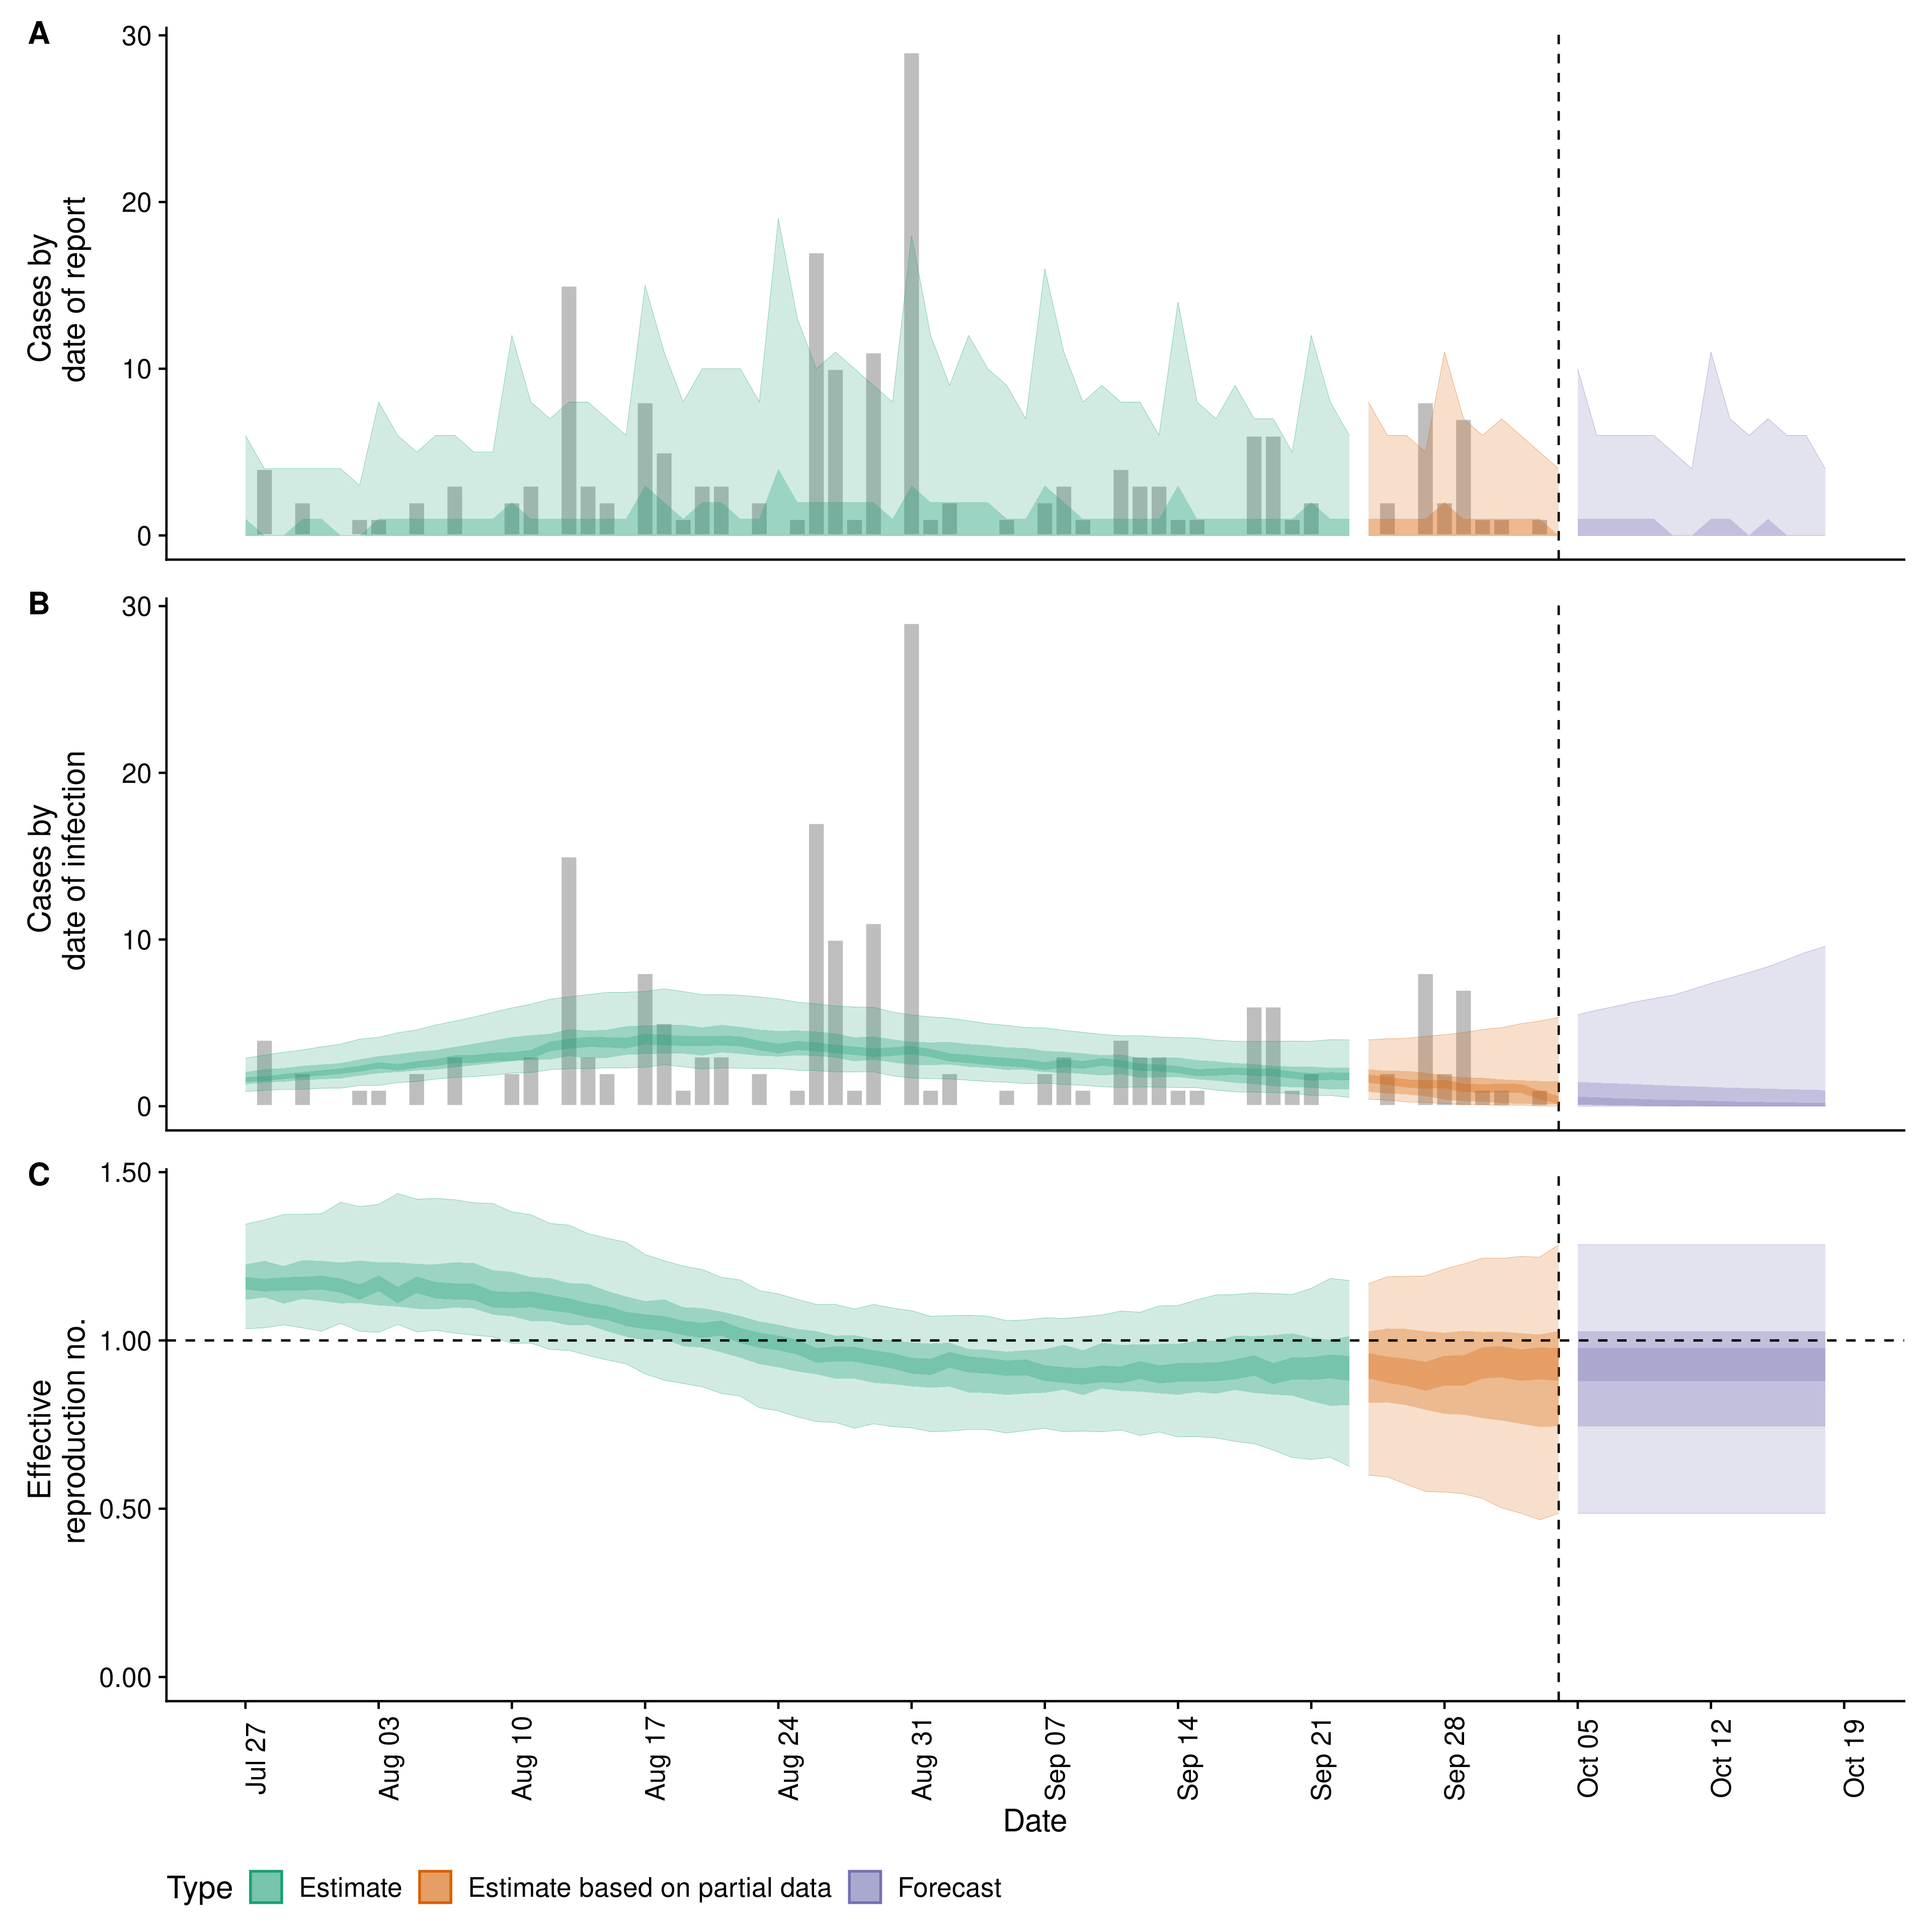 A
30
20
10
0
Cases by
date of report
B
30
20
10
0
Cases by
date of infection
C
1.50
1.00
0.50
0.00
Effective
reproduction no.
Jul 27
Aug 03
Aug 10
Aug 17
Aug 24
Aug 31
Sep 07
Sep 14
Sep 21
Sep 28
Oct 05
Oct 12
Oct 19
Date
Type Estimate Estimate based on partial data Forecast